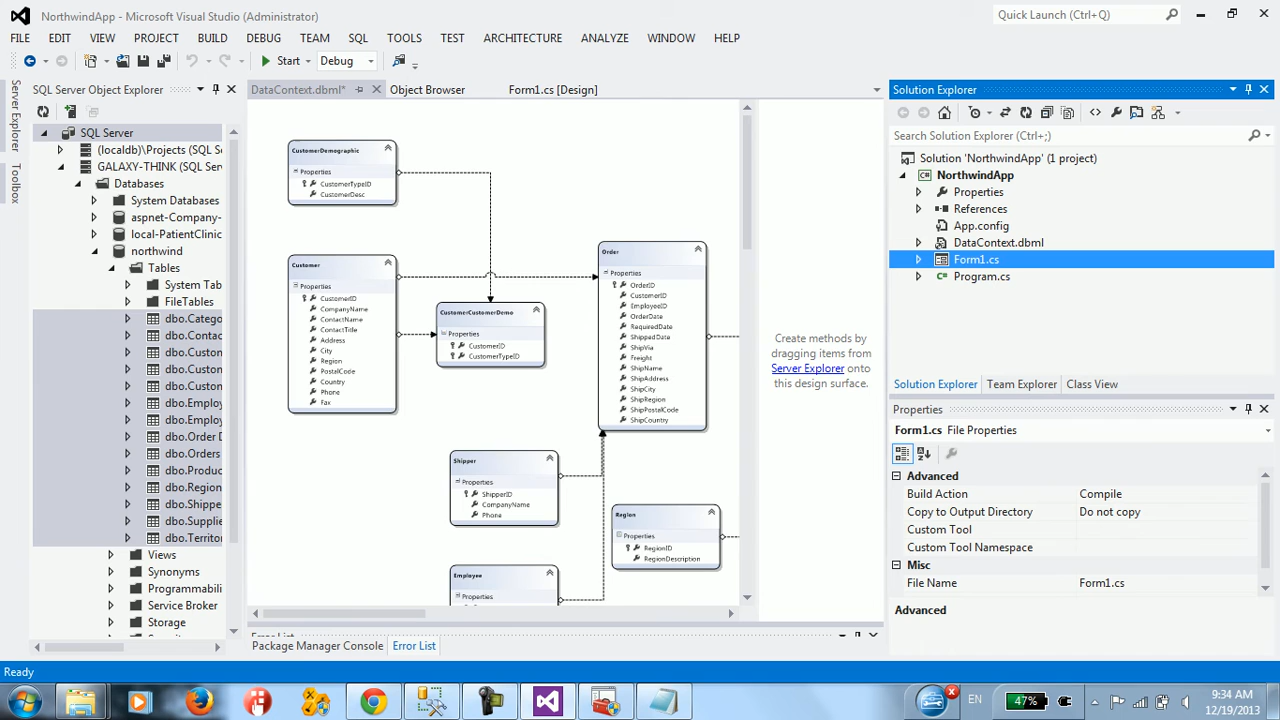 NorthwindApp - Microsoft Visual Studio (Administrator)
Quick Launch (Ctrl+Q)
FILE EDIT VIEW PROJECT BUILD DEBUG TEAM SQL TOOLS TEST ARCHITECTURE ANALYZE WINDOW HELP
Start Debug
Server Explorer
Toolbox
SQL Server Object Explorer
SQL Server
(localdb)\Projects (SQL S
GALAXY-THINK (SQL Ser
Databases
System Databases
aspnet-Company-
local-PatientClinic
northwind
Tables
System Tab
FileTables
dbo.Catego
dbo.Contac
dbo.Custon
dbo.Custon
dbo.Custon
dbo.Employ
dbo.Employ
dbo.Order D
dbo.Orders
dbo.Produc
dbo.Region
dbo.Shippe
dbo.Supplie
dbo.Territo
Views
Synonyms
Programmabili
Service Broker
Storage
DataContext.dbml*
Object Browser
Form1.cs [Design]
CustomerDemographic
Properties
CustomerTypeID
CustomerDesc
Customer
Properties
CustomerID
CompanyName
ContactName
ContactTitle
Address
City
Region
PostalCode
Country
Phone
Fax
CustomerCustomerDemo
Properties
CustomerID
CustomerTypeID
Order
Properties
OrderID
CustomerID
EmployeeID
OrderDate
RequiredDate
ShippedDate
ShipVia
Freight
ShipName
ShipAddress
ShipCity
ShipRegion
ShipPostalCode
ShipCountry
Shipper
Properties
ShipperID
CompanyName
Phone
Region
Properties
RegionID
RegionDescription
Employee
Properties
Create methods by
dragging items from
Server Explorer onto
this design surface.
Error List
Package Manager Console Error List
Solution Explorer
Search Solution Explorer (Ctrl+;)
Solution 'NorthwindApp' (1 project)
NorthwindApp
Properties
References
App.config
DataContext.dbml
Form1.cs
Program.cs
Solution Explorer Team Explorer Class View
Properties
Form1.cs File Properties
Advanced
Build Action Compile
Copy to Output Directory Do not copy
Custom Tool
Custom Tool Namespace
Misc
File Name Form1.cs
Advanced
Ready
EN
47%
9:34 AM
12/19/2013